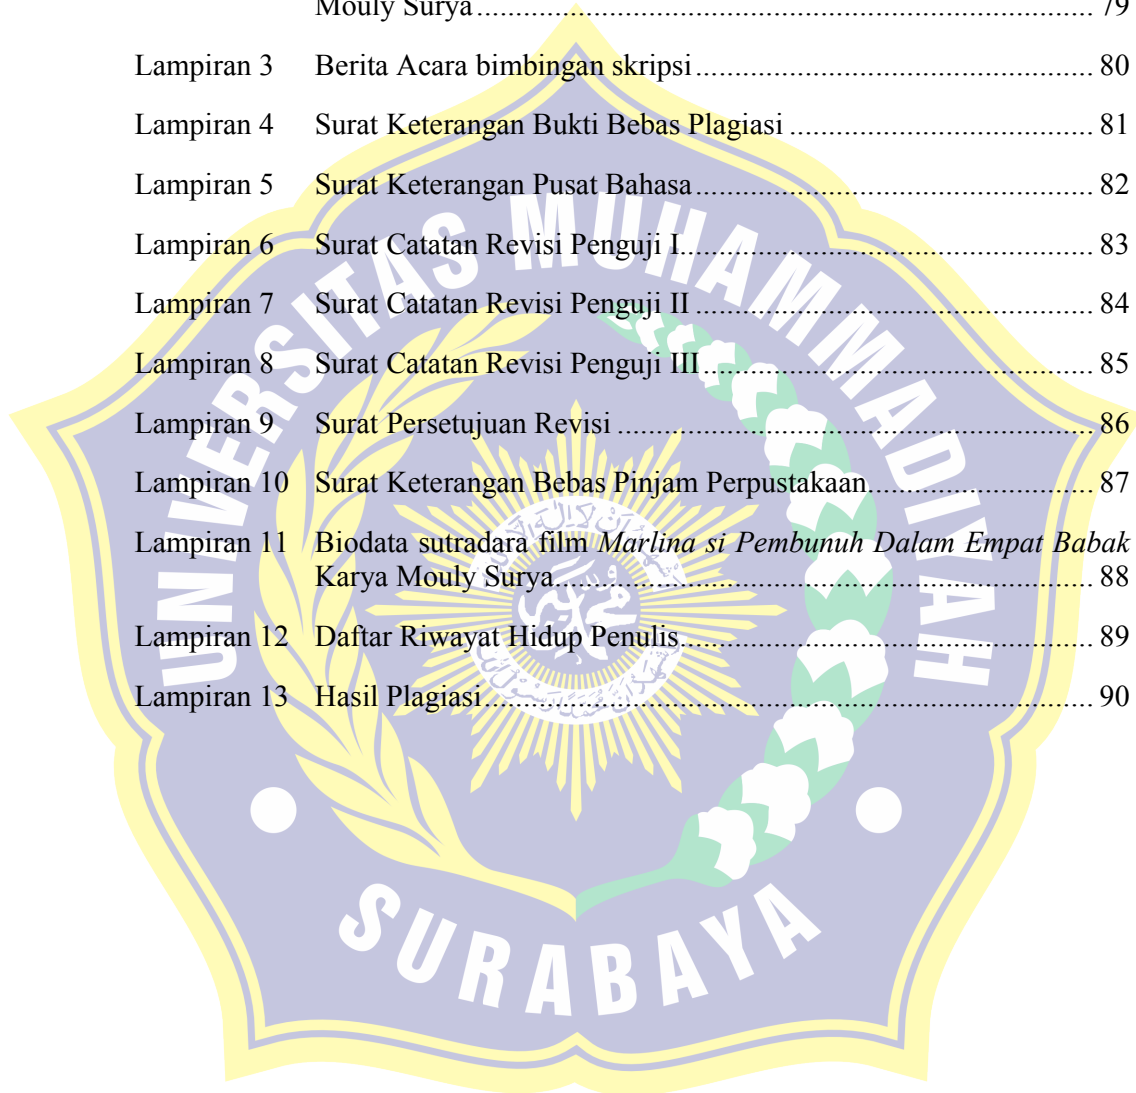 Mouly Surya 79
Lampiran 3 Berita Acara bimbingan skripsi 80
Lampiran 4 Surat Keterangan Bukti Bebas Plagiasi 81
Lampiran 5 Surat Keterangan Pusat Bahasa 82
Lampiran 6 Surat Catatan Revisi Penguji I 83
Lampiran 7 Surat Catatan Revisi Penguji II 84
Lampiran 8 Surat Catatan Revisi Penguji III 85
Lampiran 9 Surat Persetujuan Revisi 86
Lampiran 10 Surat Keterangan Bebas Pinjam Perpustakaan 87
Lampiran 11 Biodata sutradara film Marlina si Pembunuh Dalam Empat Babak
Karya Mouly Surya 88
Lampiran 12 Daftar Riwayat Hidup Penulis 89
Lampiran 13 Hasil Plagiasi 90
UNIVERSITAS MUHAMMADIYAH
SURABAYA